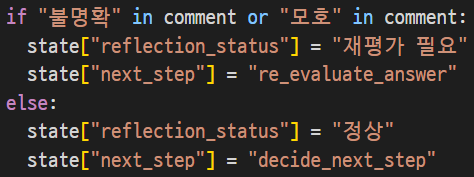 if "불명확" in comment or "모호" in comment:
  state["reflection_status"] = "재평가 필요"
  state["next_step"] = "re_evaluate_answer"
else:
  state["reflection_status"] = "정상"
  state["next_step"] = "decide_next_step"